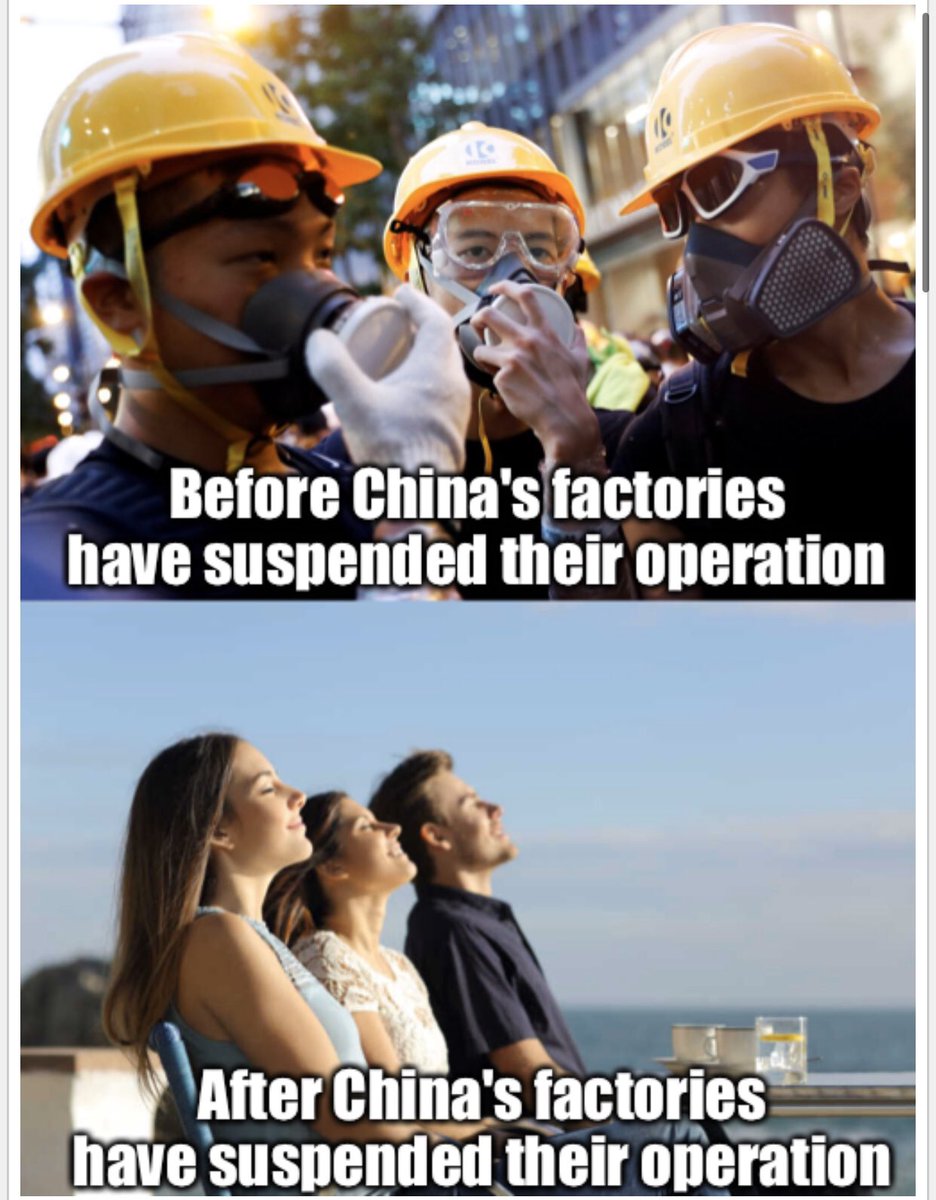 Before China's factories
have suspended their operation
After China's factories
have suspended their operation